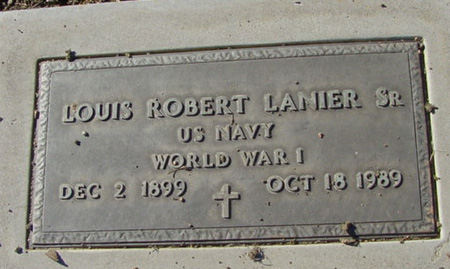 LOUIS ROBERT LANIER SR
US NAVY
WORLD WAR I
DEC 2 1899 OCT 18 1989